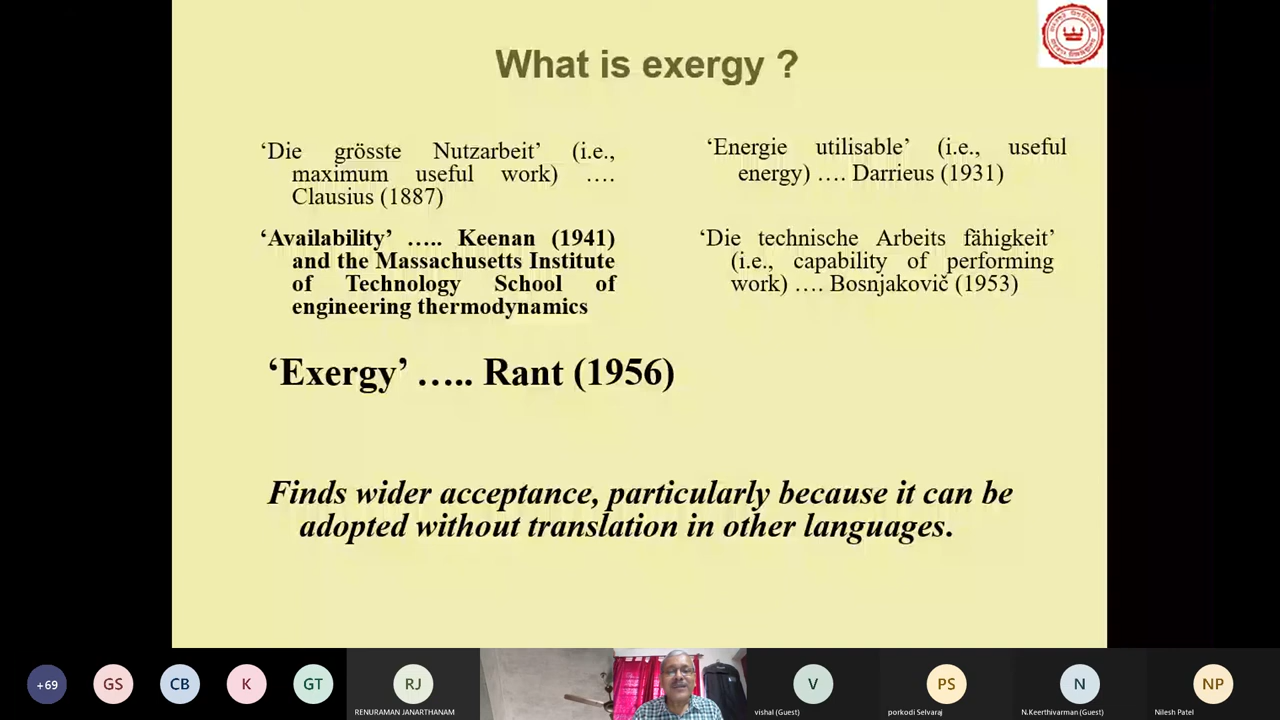 What is exergy ?
‘Die grösste Nutzarbeit’ (i.e.,
maximum useful work) ....
Clausius (1887)
‘Availability’ ..... Keenan (1941)
and the Massachusetts Institute
of Technology School of
engineering thermodynamics
‘Energie utilisable’ (i.e., useful
energy) .... Darrieus (1931)
‘Die technische Arbeits fähigkeit’
(i.e., capability of performing
work) .... Bosnjakovič (1953)
‘Exergy’ ..... Rant (1956)
Finds wider acceptance, particularly because it can be
adopted without translation in other languages.
+69
GS
CB
K
GT
RJ
RENURAMAN JANARTHANAM
V
vishal (Guest)
PS
porkodi Selvaraj
N
N.Keerthivarman (Guest)
NP
Nilesh Patel